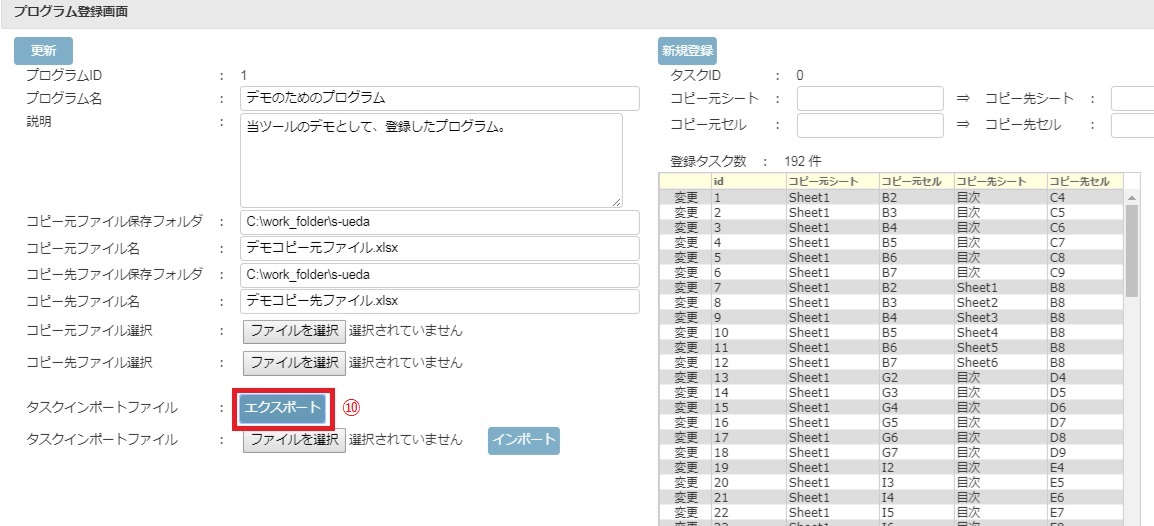 プログラム登録画面
更新
プログラムID : 1
プログラム名 : デモのためのプログラム
説明 : 当ツールのデモとして、登録したプログラム。
コピー元ファイル保存フォルダ : C:\work_folder\s-ueda
コピー元ファイル名 : デモコピー元ファイル.xlsx
コピー先ファイル保存フォルダ : C:\work_folder\s-ueda
コピー先ファイル名 : デモコピー先ファイル.xlsx
コピー元ファイル選択 : ファイルを選択 選択されていません
コピー先ファイル選択 : ファイルを選択 選択されていません
タスクインポートファイル : エクスポート ⑩
タスクインポートファイル : ファイルを選択 選択されていません インポート
新規登録
タスクID : 0
コピー元シート : ⇒ コピー先シート :
コピー元セル : ⇒ コピー先セル :
登録タスク数 : 192 件
id コピー元シート コピー元セル コピー先シート コピー先セル
変更 1 Sheet1 B2 目次 C4
変更 2 Sheet1 B3 目次 C5
変更 3 Sheet1 B4 目次 C6
変更 4 Sheet1 B5 目次 C7
変更 5 Sheet1 B6 目次 C8
変更 6 Sheet1 B7 目次 C9
変更 7 Sheet1 B2 Sheet1 B8
変更 8 Sheet1 B3 Sheet2 B8
変更 9 Sheet1 B4 Sheet3 B8
変更 10 Sheet1 B5 Sheet4 B8
変更 11 Sheet1 B6 Sheet5 B8
変更 12 Sheet1 B7 Sheet6 B8
変更 13 Sheet1 G2 目次 D4
変更 14 Sheet1 G3 目次 D5
変更 15 Sheet1 G4 目次 D6
変更 16 Sheet1 G5 目次 D7
変更 17 Sheet1 G6 目次 D8
変更 18 Sheet1 G7 目次 D9
変更 19 Sheet1 I2 目次 E4
変更 20 Sheet1 I3 目次 E5
変更 21 Sheet1 I4 目次 E6
変更 22 Sheet1 I5 目次 E7